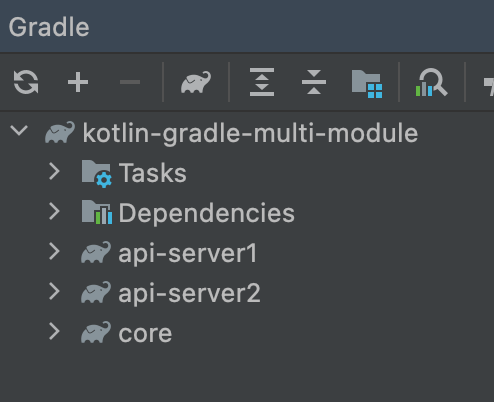 Gradle
kotlin-gradle-multi-module
Tasks
Dependencies
api-server1
api-server2
core